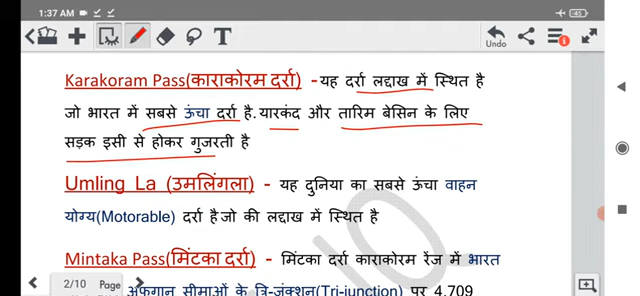 1:37 AM
45
Undo
Karakoram Pass(काराकोरम दर्रा) - यह दर्रा लद्दाख में स्थित है
जो भारत में सबसे ऊंचा दर्रा है. यारकंद और तारिम बेसिन के लिए
सड़क इसी से होकर गुजरती है
Umling La (उमलिंगला) - यह दुनिया का सबसे ऊंचा वाहन
योग्य(Motorable) दर्रा है जो की लद्दाख में स्थित है
Mintaka Pass(मिंटका दर्रा) - मिंटका दर्रा काराकोरम रेंज में भारत
2/10 Page
अफगान सीमाओं के त्रि-जंक्शन(Tri-junction) पर 4,709